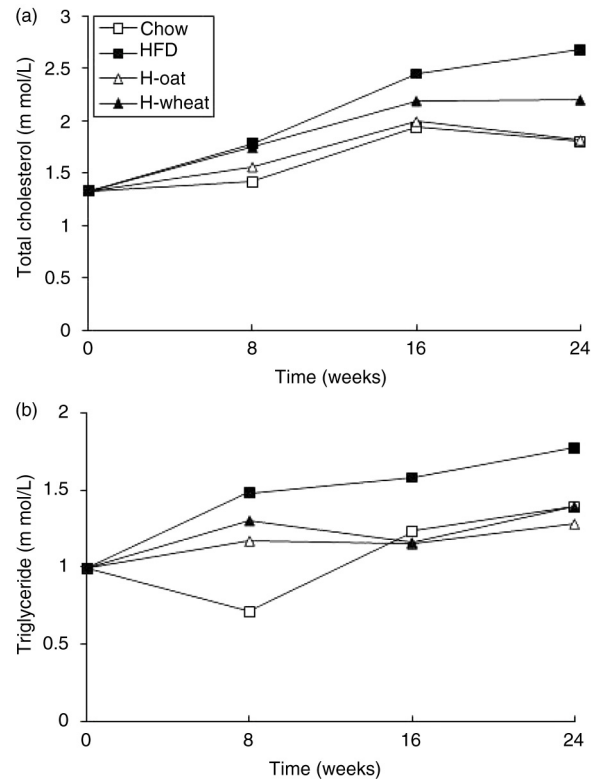 (a)
3
2.5
2
1.5
1
0.5
0
Total cholesterol (m mol/L)
Chow
HFD
H-oat
H-wheat
0 8 16 24
Time (weeks)
(b)
2
1.5
1
0.5
0
Triglyceride (m mol/L)
0 8 16 24
Time (weeks)